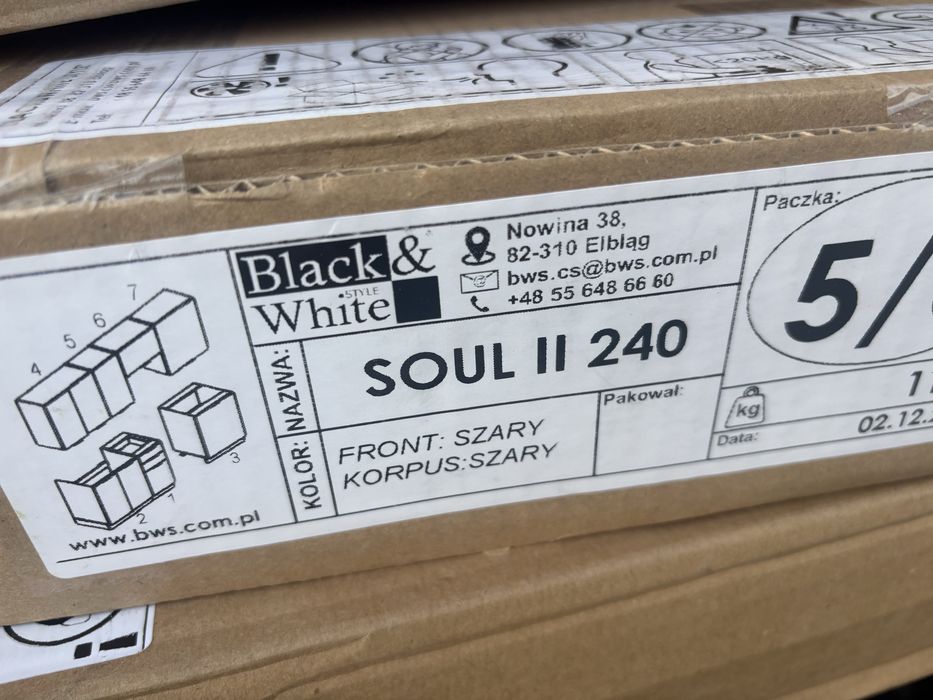 4
5
6
7
3
1
2
www.bws.com.pl
Black &
STYLE
White
Nowina 38,
82-310 Elbląg
bws.cs@bws.com.pl
+48 55 648 66 60
NAZWA:
SOUL II 240
KOLOR:
FRONT: SZARY
KORPUS:SZARY
Pakował:
Paczka:
5/
kg
Data:
02.12.